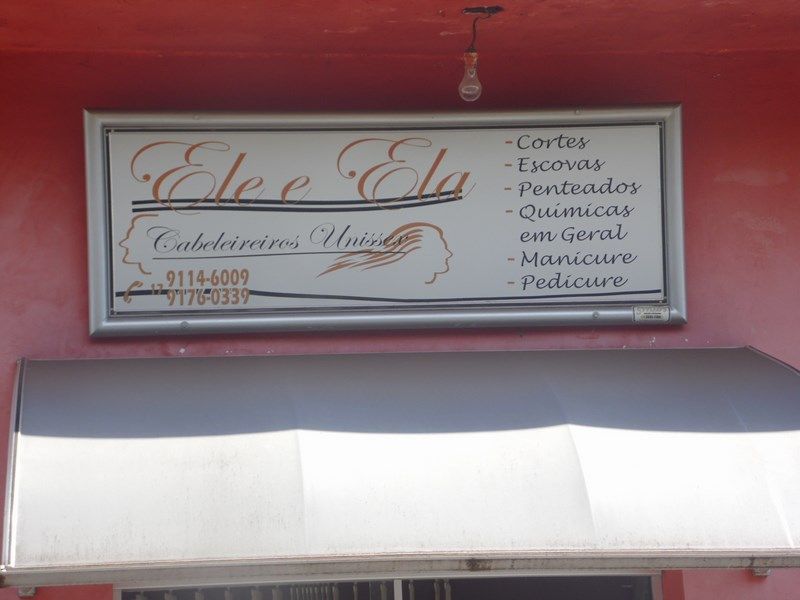 Ele e Ela
Cabeleireiros Unissex
17 9114-6009
9176-0339
- Cortes
- Escovas
- Penteados
- Químicas
em Geral
- Manicure
- Pedicure